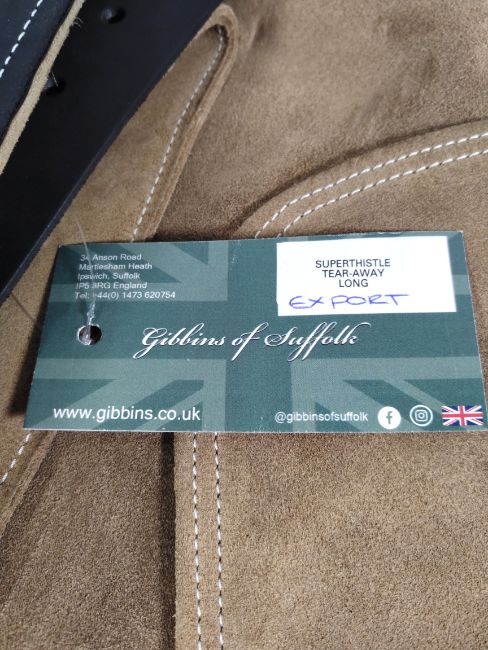 34 Anson Road
Martlesham Heath
Ipswich, Suffolk
IP5 3RG England
Tel: +44(0) 1473 620754
SUPERTHISTLE
TEAR-AWAY
LONG
EXPORT
Gibbins of Suffolk
www.gibbins.co.uk
@gibbinsofsuffolk